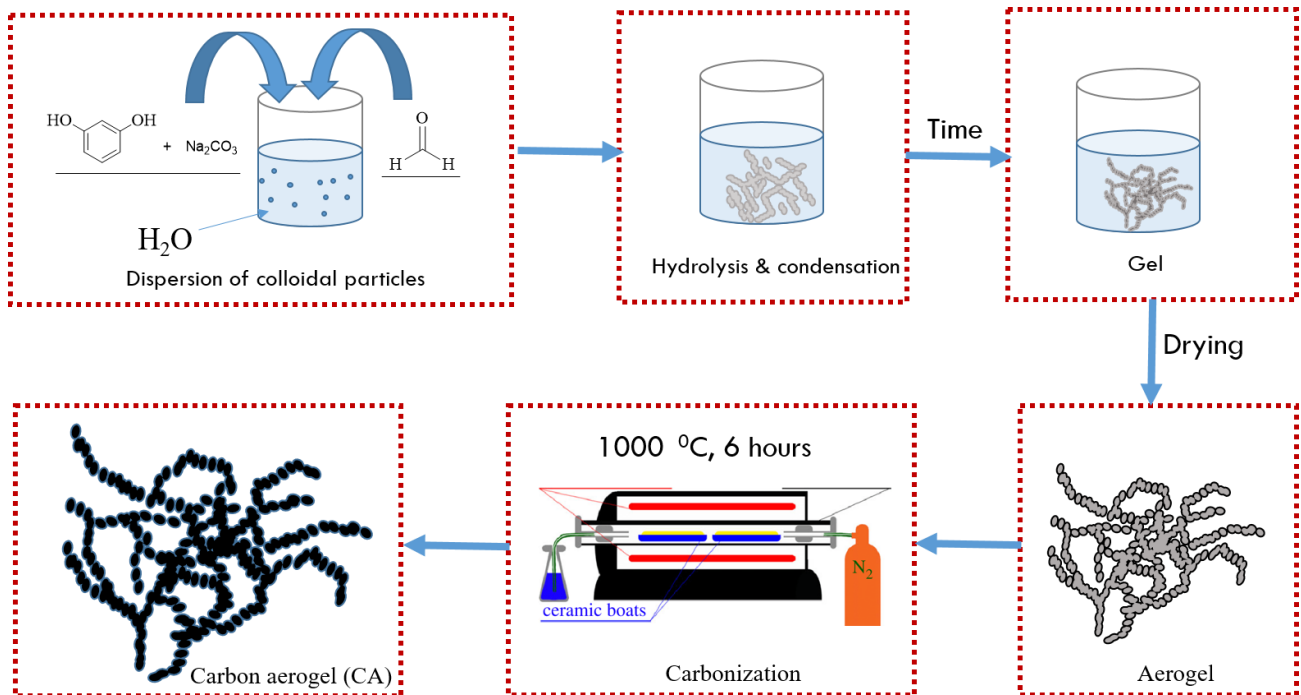 HO
OH
+ Na₂CO₃
O
H H
H₂O
Dispersion of colloidal particles
Hydrolysis & condensation
Time
Gel
Drying
Carbon aerogel (CA)
1000 ⁰C, 6 hours
N₂
ceramic boats
Carbonization
Aerogel